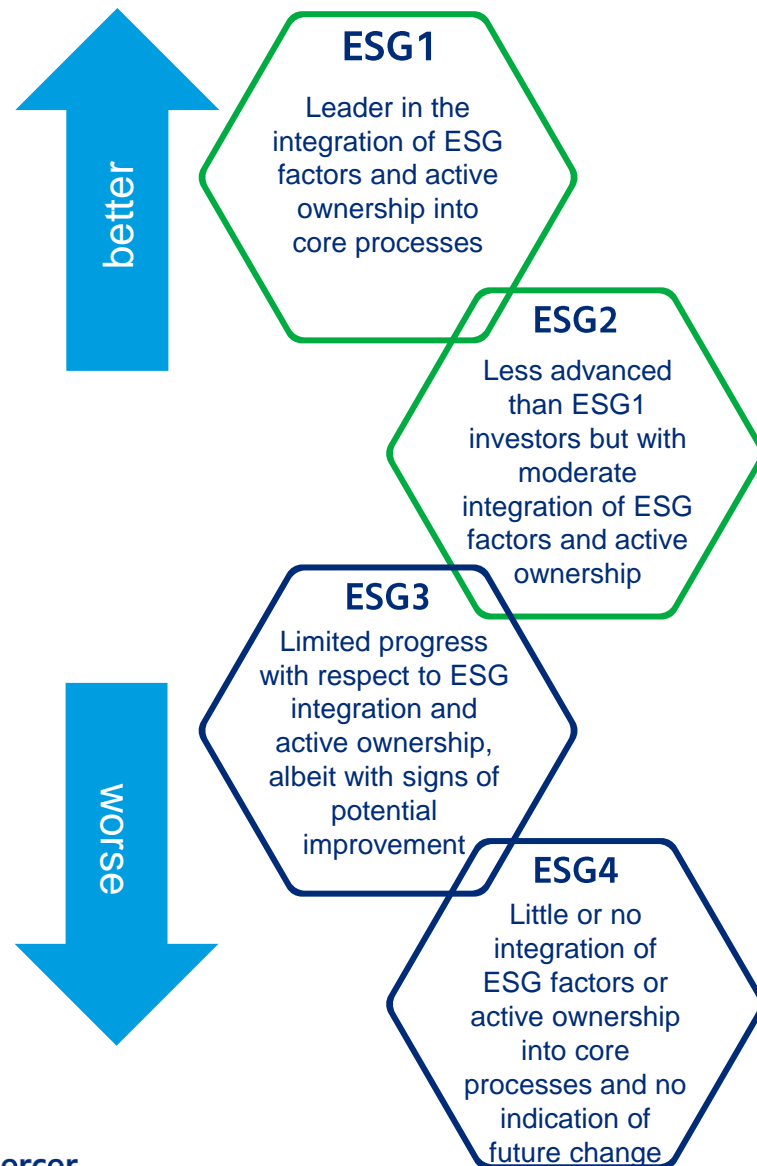 ESG1
Leader in the
integration of ESG
factors and active
ownership into
core processes
better
ESG2
Less advanced
than ESG1
investors but with
moderate
integration of ESG
factors and active
ownership
ESG3
Limited progress
with respect to ESG
integration and
active ownership,
albeit with signs of
potential
improvement
worse
ESG4
Little or no
integration of
ESG factors or
active ownership
into core
processes and no
indication of
future change